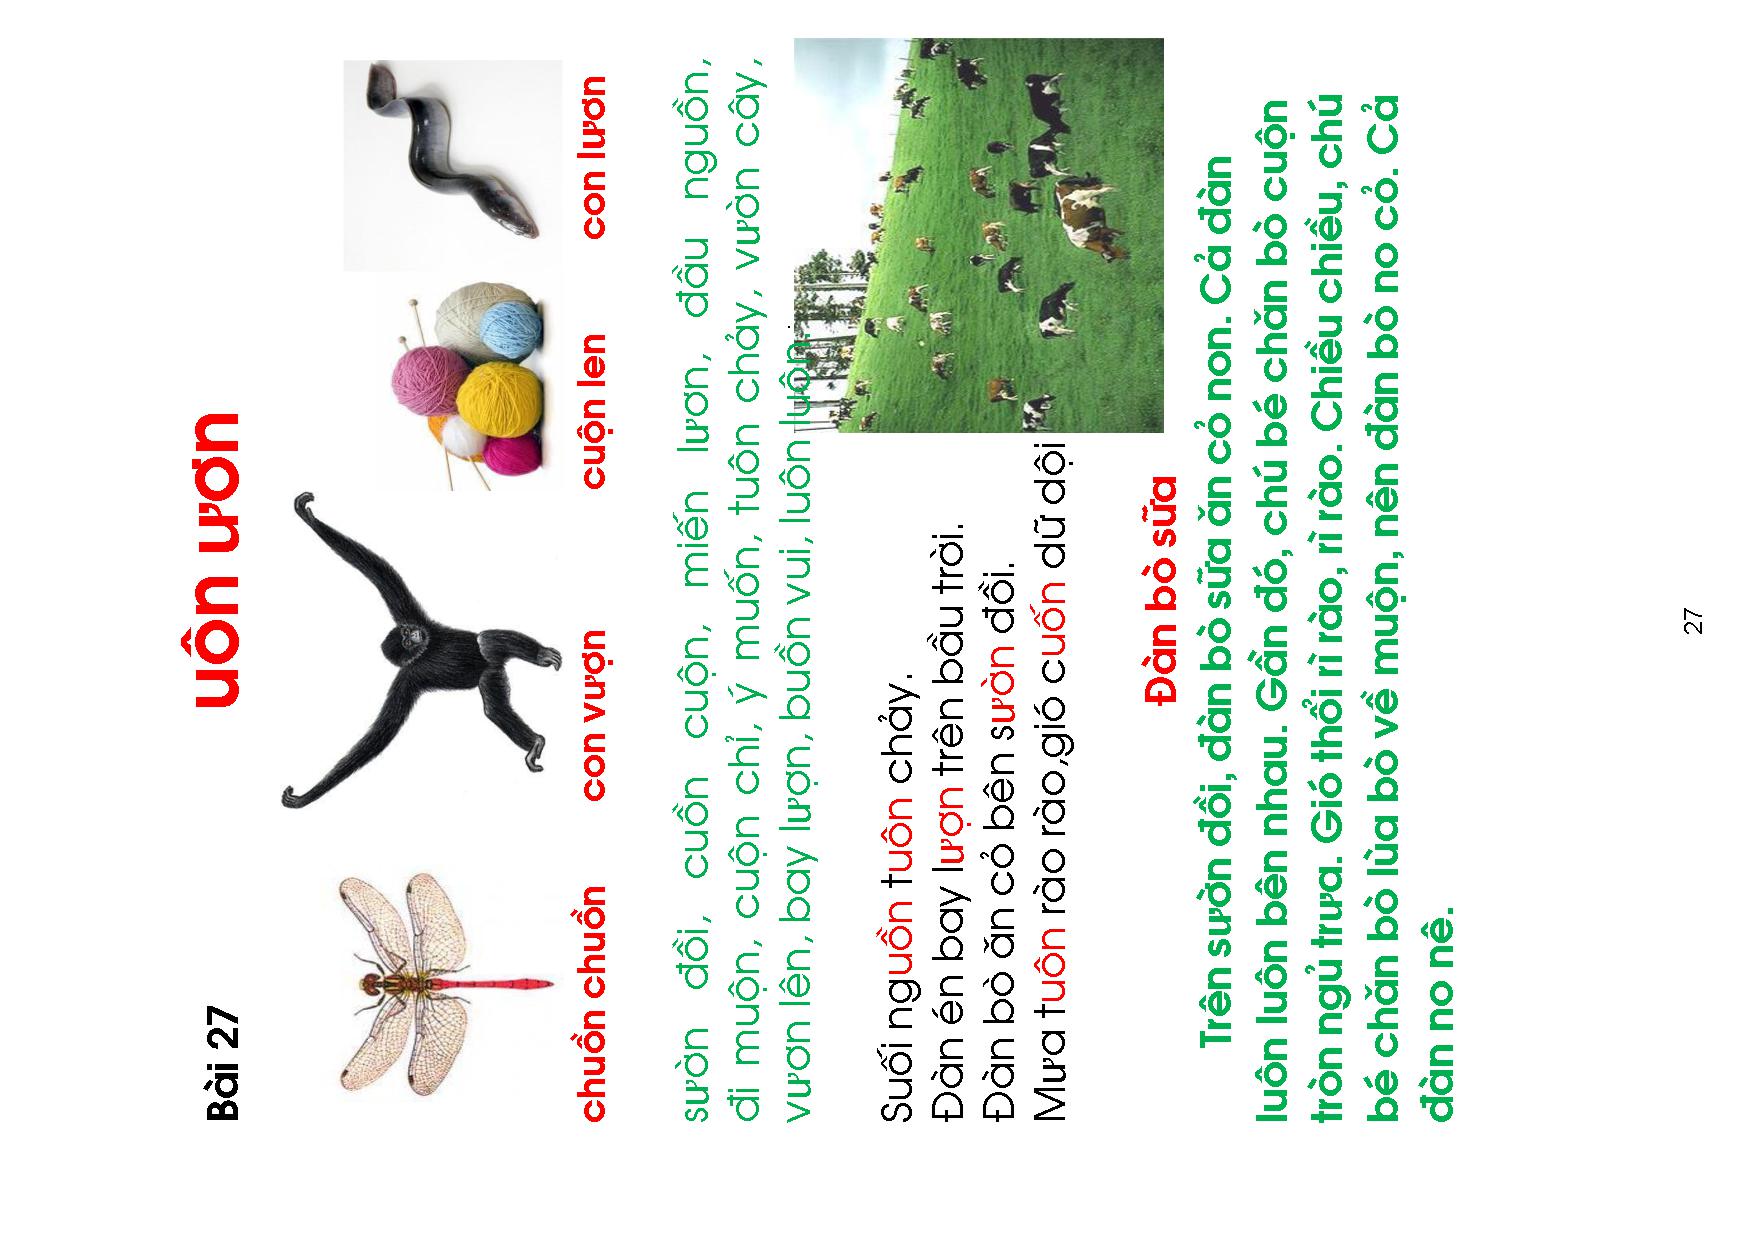 Bài 27 uôn ươn
chuồn chuồn con vượn cuộn len con lươn
sườn đồi, cuồn cuộn, miến lươn, đầu nguồn,
đi muộn, cuộn chỉ, ý muốn, tuôn chảy, vườn cây,
vươn lên, bay lượn, buồn vui, luôn luôn.
Suối nguồn tuôn chảy.
Đàn én bay lượn trên bầu trời.
Đàn bò ăn cỏ bên sườn đồi.
Mưa tuôn rào rào,gió cuốn dữ dội
Đàn bò sữa
Trên sườn đồi, đàn bò sữa ăn cỏ non. Cả đàn
luôn luôn bên nhau. Gần đó, chú bé chăn bò cuộn
tròn ngủ trưa. Gió thổi rì rào, rì rào. Chiều chiều, chú
bé chăn bò lùa bò về muộn, nên đàn bò no cỏ. Cả
đàn no nê.
27